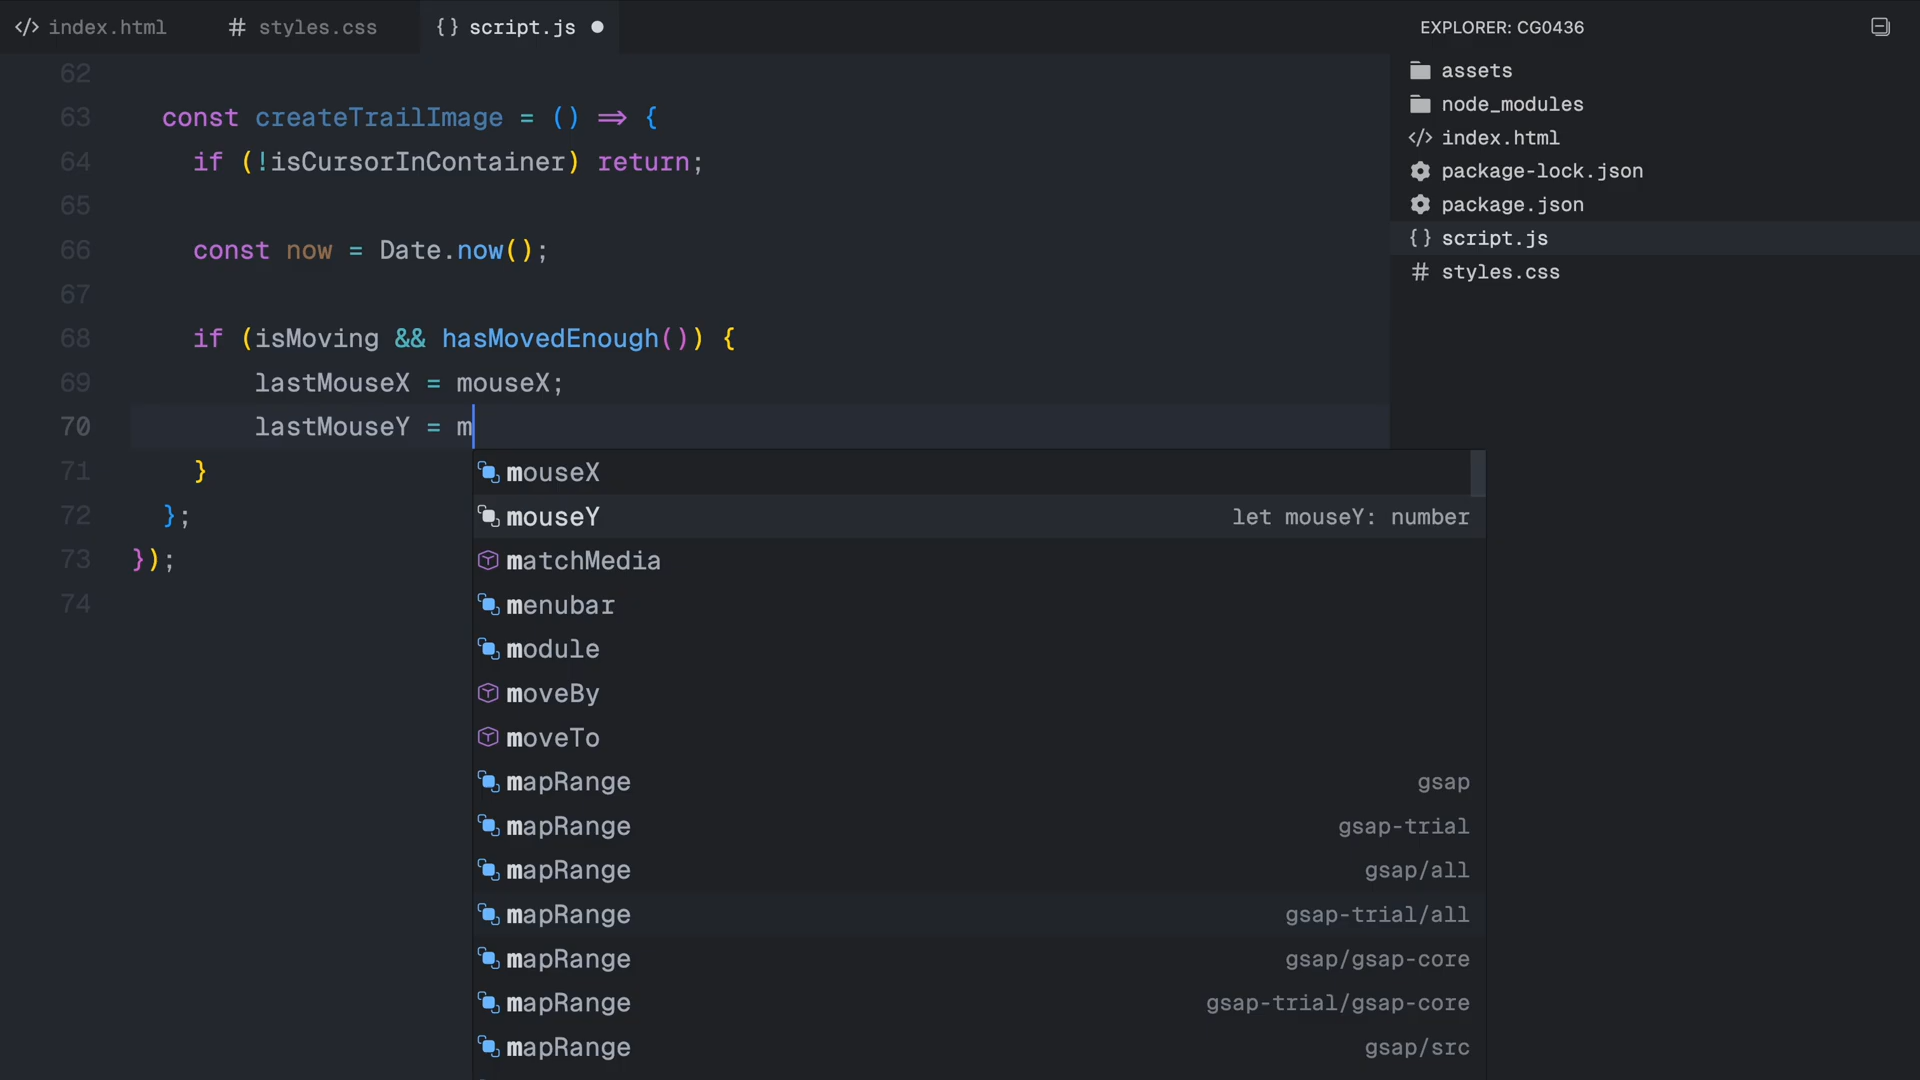 index.html
# styles.css
{} script.js
EXPLORER: CG0436
62
63 const createTrailImage = () => {
64 if (!isCursorInContainer) return;
65
66 const now = Date.now();
67
68 if (isMoving && hasMovedEnough()) {
69 lastMouseX = mouseX;
70 lastMouseY = m
71 }
72 };
73 });
74
mouseX
mouseY let mouseY: number
matchMedia
menubar
module
moveBy
moveTo
mapRange gsap
mapRange gsap-trial
mapRange gsap/all
mapRange gsap-trial/all
mapRange gsap/gsap-core
mapRange gsap-trial/gsap-core
mapRange gsap/src
assets
node_modules
</> index.html
package-lock.json
package.json
{} script.js
# styles.css